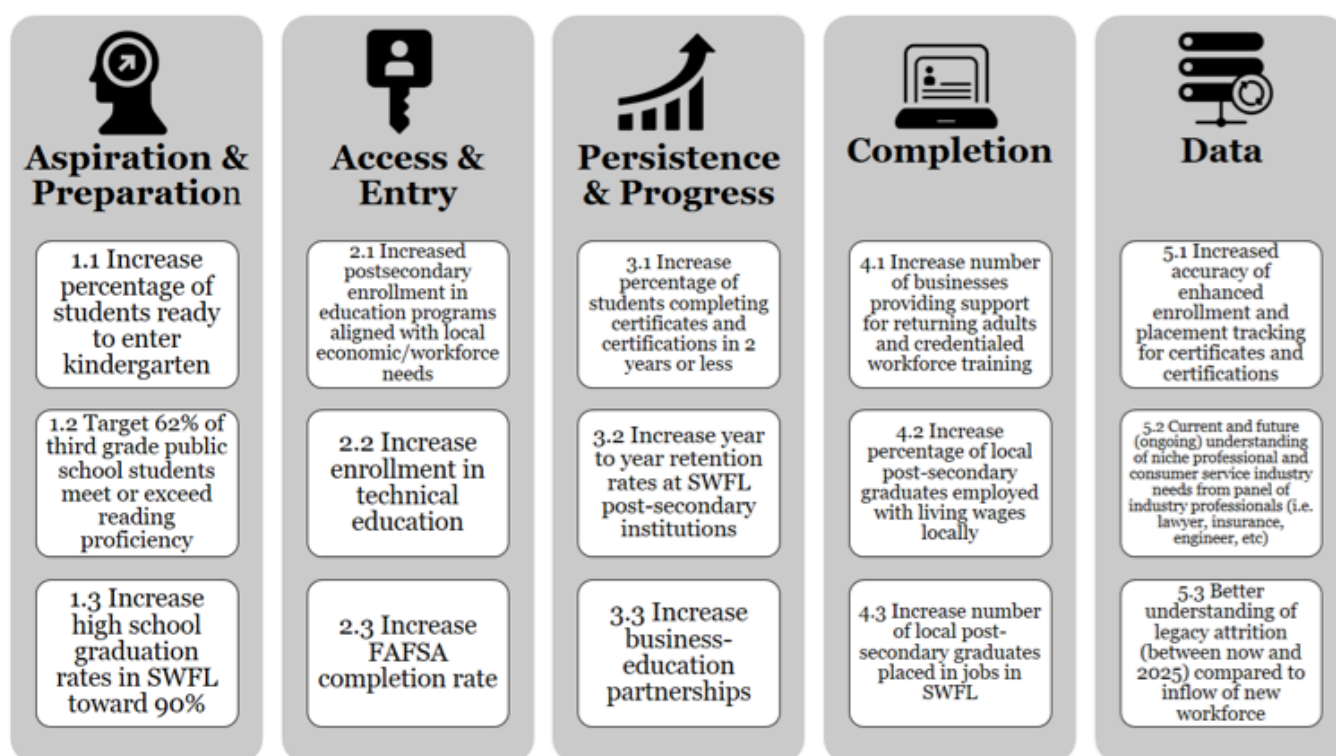 Aspiration &
Preparation
1.1 Increase
percentage of
students ready
to enter
kindergarten
1.2 Target 62% of
third grade public
school students
meet or exceed
reading
proficiency
1.3 Increase
high school
graduation
rates in SWFL
toward 90%
Access &
Entry
2.1 Increased
postsecondary
enrollment in
education programs
aligned with local
economic/workforce
needs
2.2 Increase
enrollment in
technical
education
2.3 Increase
FAFSA
completion rate
Persistence
& Progress
3.1 Increase
percentage of
students completing
certificates and
certifications in 2
years or less
3.2 Increase year
to year retention
rates at SWFL
post-secondary
institutions
3.3 Increase
business-
education
partnerships
Completion
4.1 Increase number
of businesses
providing support
for returning adults
and credentialed
workforce training
4.2 Increase
percentage of local
post-secondary
graduates employed
with living wages
locally
4.3 Increase number
of local post-
secondary graduates
placed in jobs in
SWFL
Data
5.1 Increased
accuracy of
enhanced
enrollment and
placement tracking
for certificates and
certifications
5.2 Current and future
(ongoing) understanding
of niche professional and
consumer service industry
needs from panel of
industry professionals (i.e.
lawyer, insurance,
engineer, etc)
5.3 Better
understanding of
legacy attrition
(between now and
2025) compared to
inflow of new
workforce